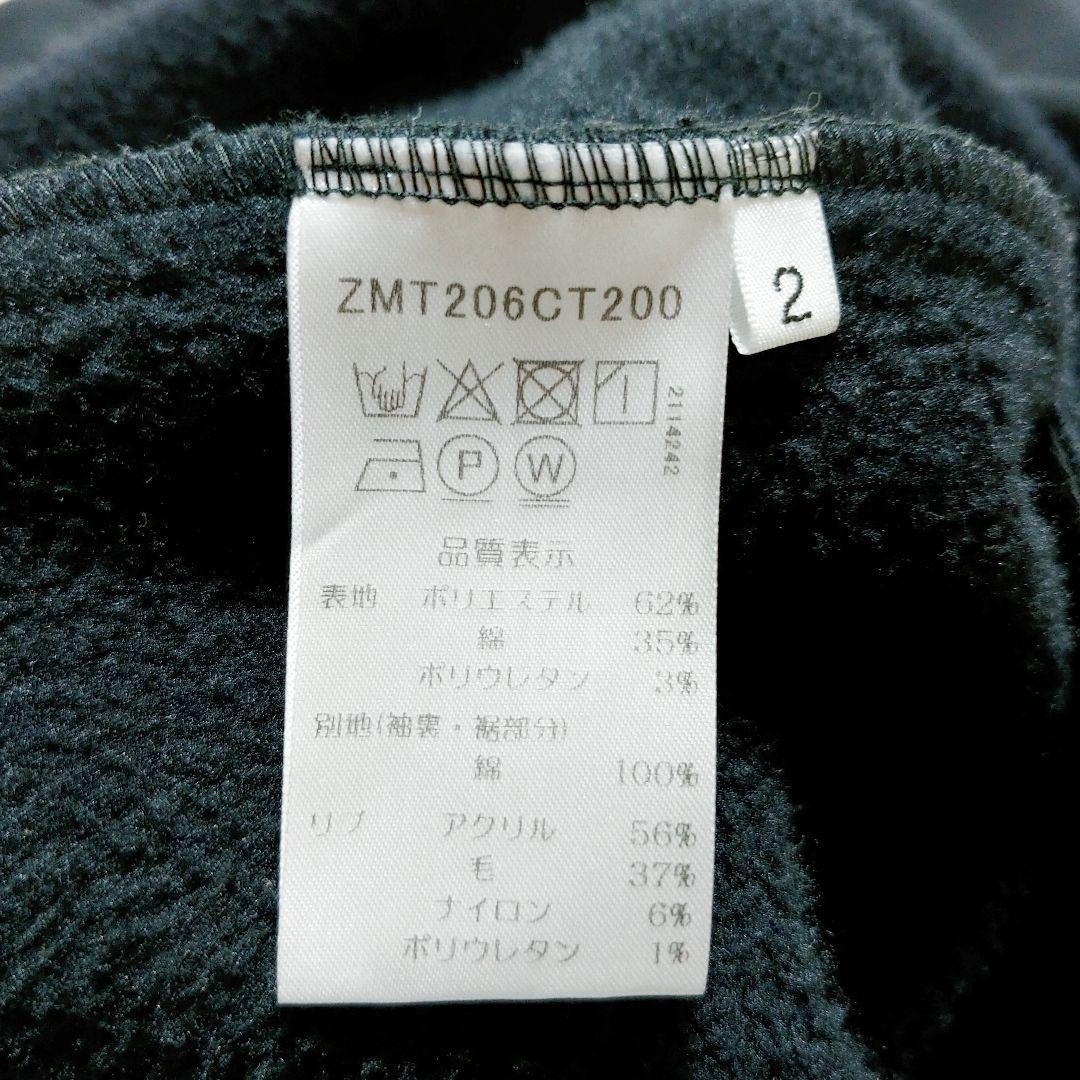 ZMT206CT200
2
2114242
P W
品質表示
表地 ポリエステル 62%
綿 35%
ポリウレタン 3%
別地(袖裏・裾部分)
綿 100%
リブ アクリル 56%
毛 37%
ナイロン 6%
ポリウレタン 1%